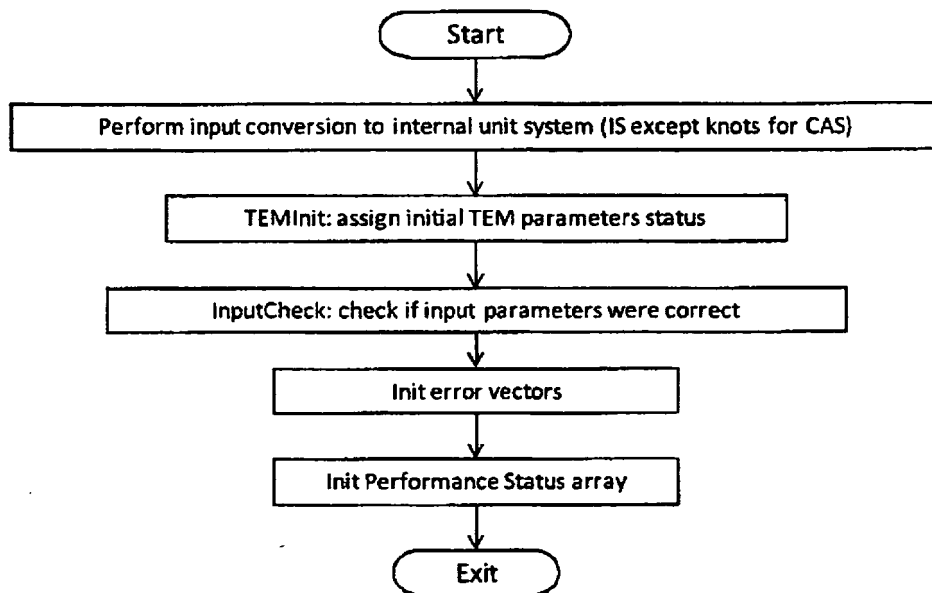 Start
Perform input conversion to internal unit system (IS except knots for CAS)
TEMInit: assign initial TEM parameters status
InputCheck: check if input parameters were correct
Init error vectors
Init Performance Status array
Exit